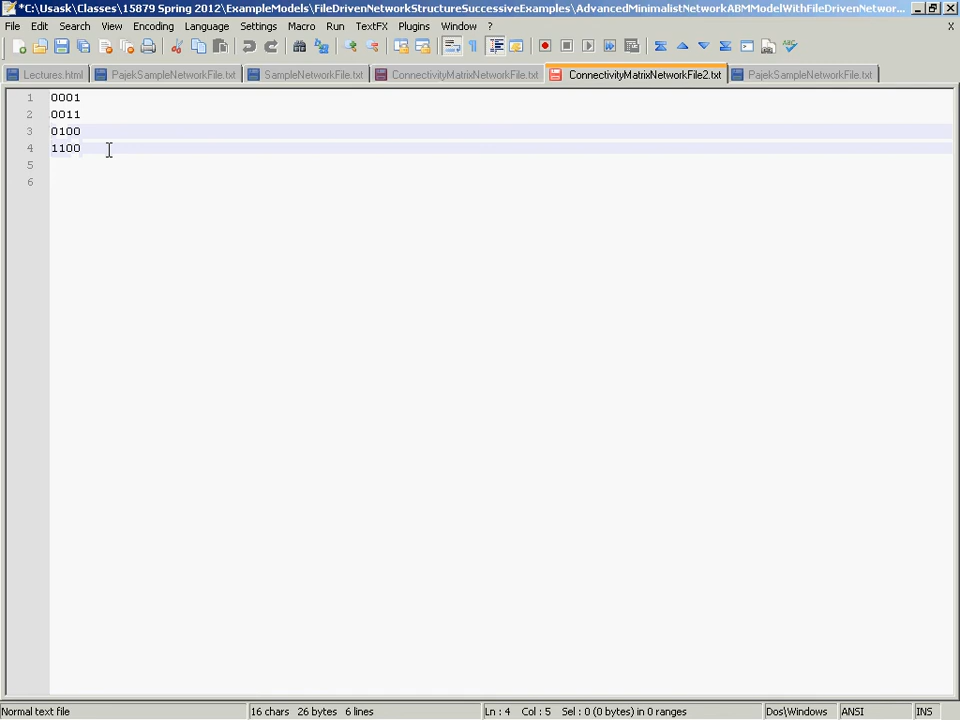 *C:\Usask\Classes\15879 Spring 2012\ExampleModels\FileDrivenNetworkStructureSuccessiveExamples\AdvancedMinimalistNetworkABMModelWithFileDrivenNetwor...
File Edit Search View Encoding Language Settings Macro Run TextFX Plugins Window ? X
Lectures.html PajekSampleNetworkFile.txt SampleNetworkFile.txt ConnectivityMatrixNetworkFile.txt ConnectivityMatrixNetworkFile2.txt PajekSampleNetworkFile.txt
1 0001
2 0011
3 0100
4 1100
5
6
Normal text file 16 chars 26 bytes 6 lines Ln : 4 Col : 5 Sel : 0 (0 bytes) in 0 ranges Dos\Windows ANSI INS